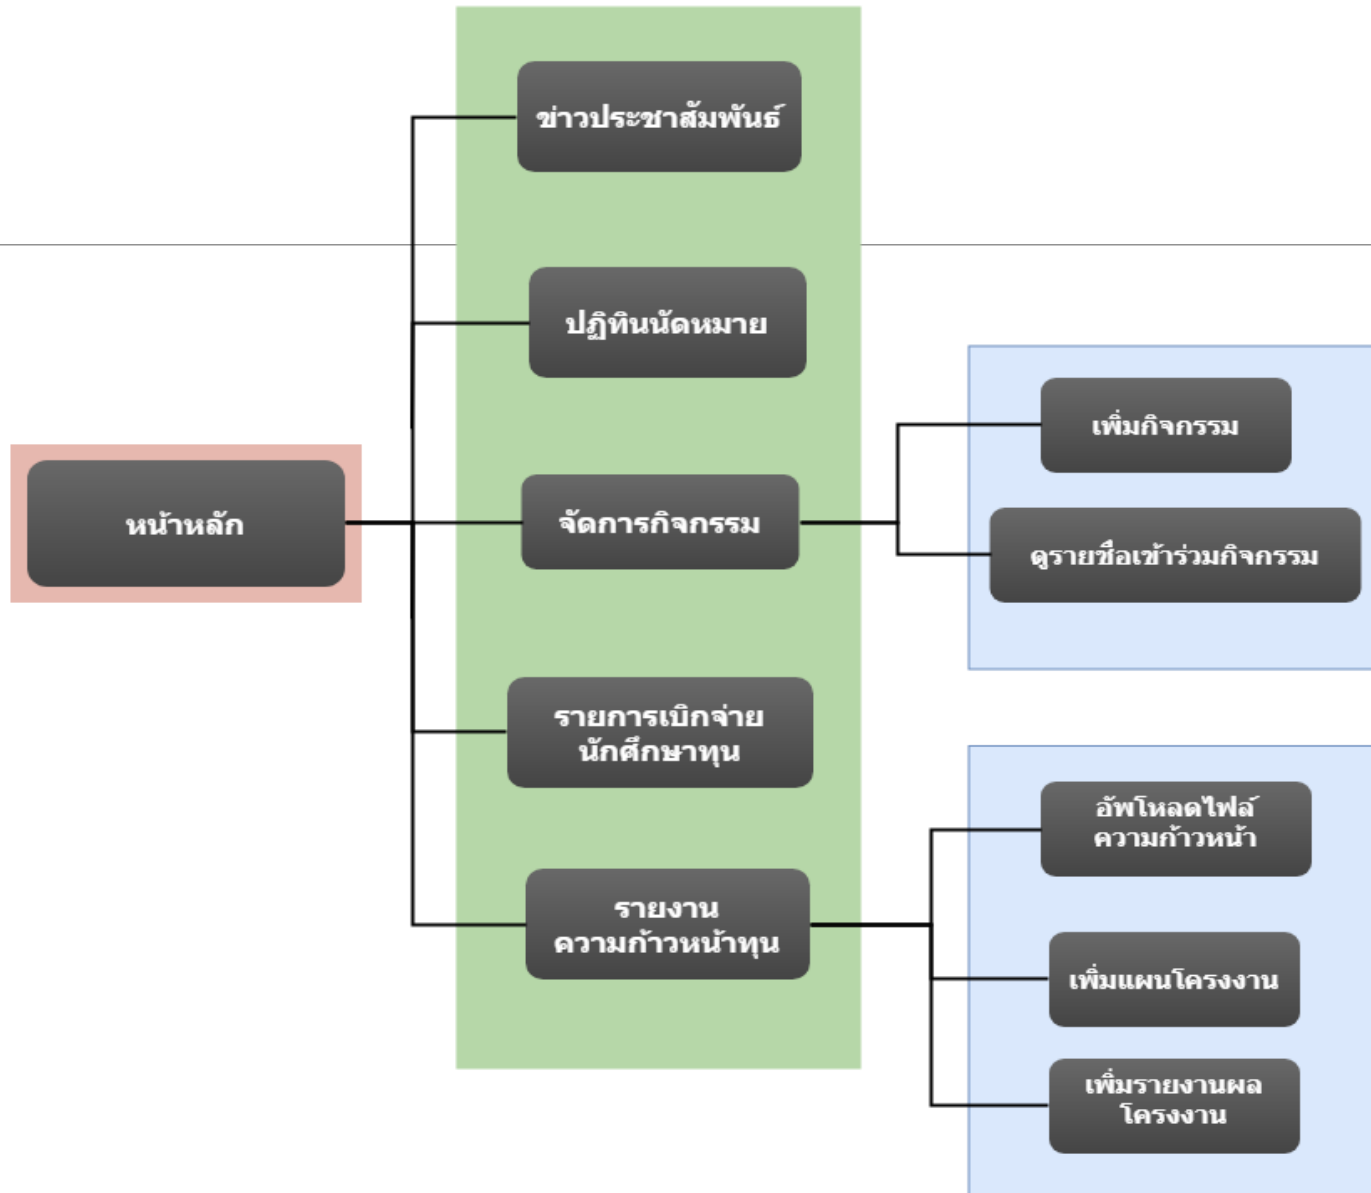 ข่าวประชาสัมพันธ์
ปฏิทินนัดหมาย
เพิ่มกิจกรรม
หน้าหลัก
จัดการกิจกรรม
ดูรายชื่อเข้าร่วมกิจกรรม
รายการเบิกจ่าย
นักศึกษาทุน
อัพโหลดไฟล์
ความก้าวหน้า
รายงาน
ความก้าวหน้าทุน
เพิ่มแผนโครงงาน
เพิ่มรายงานผล
โครงงาน